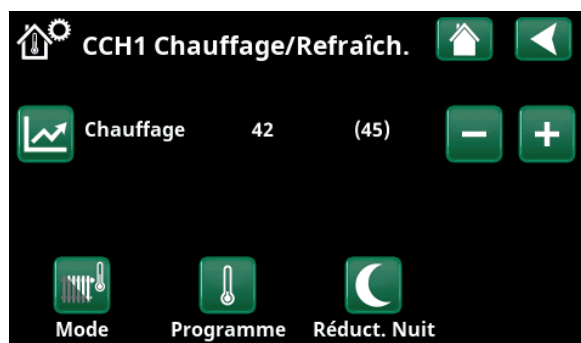 CCH1 Chauffage/Refraîch.
Chauffage 42 (45)
Mode Programme Réduct. Nuit